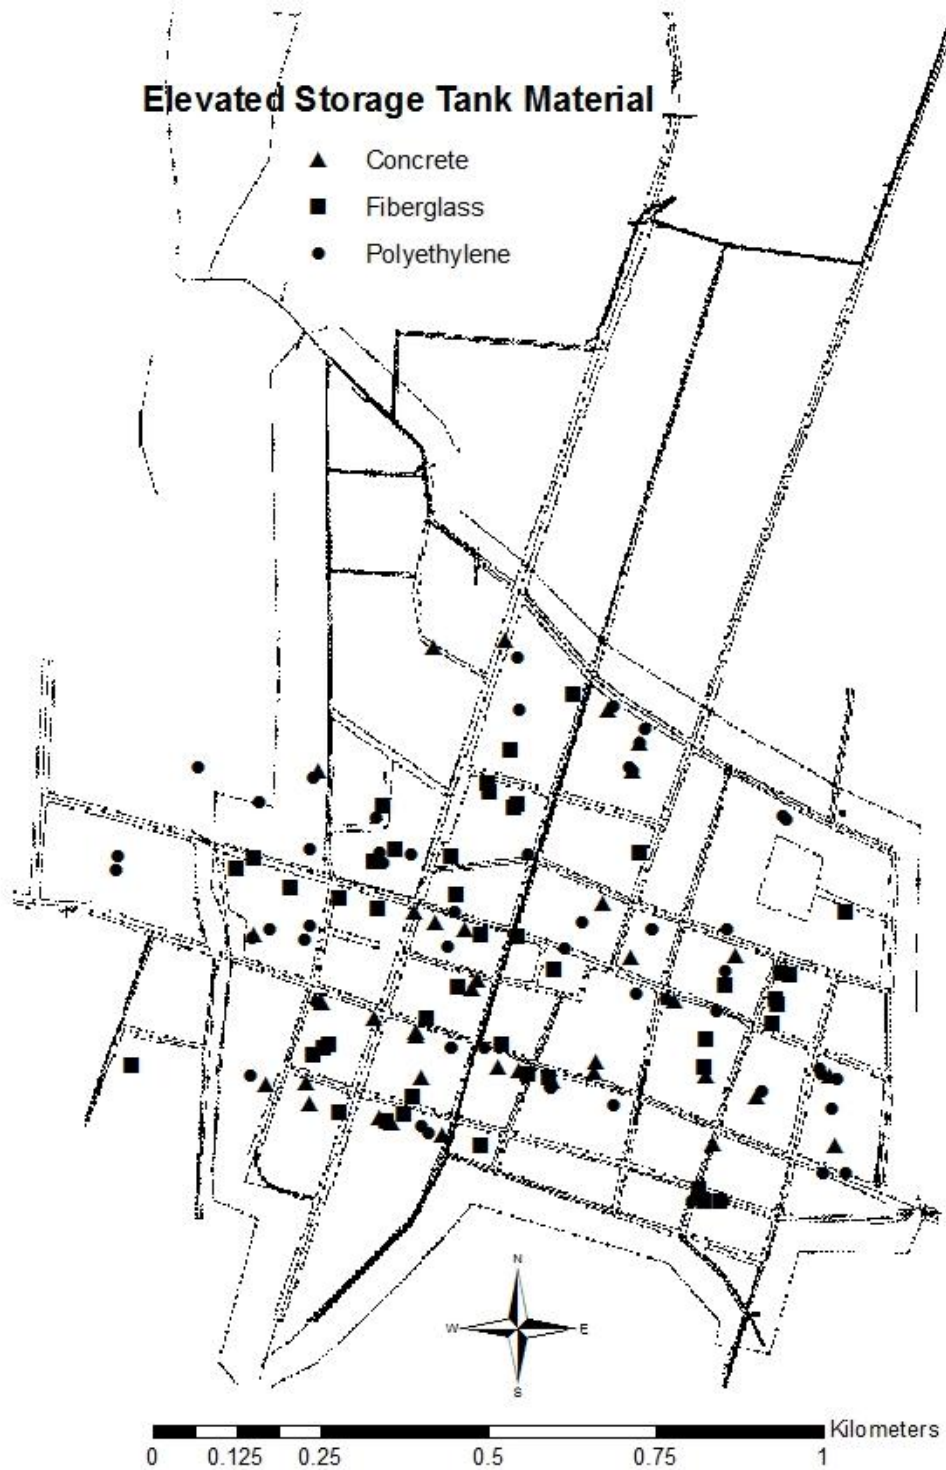 Elevated Storage Tank Material
Concrete
Fiberglass
Polyethylene
N
W E
S
Kilometers
0 0.125 0.25 0.5 0.75 1